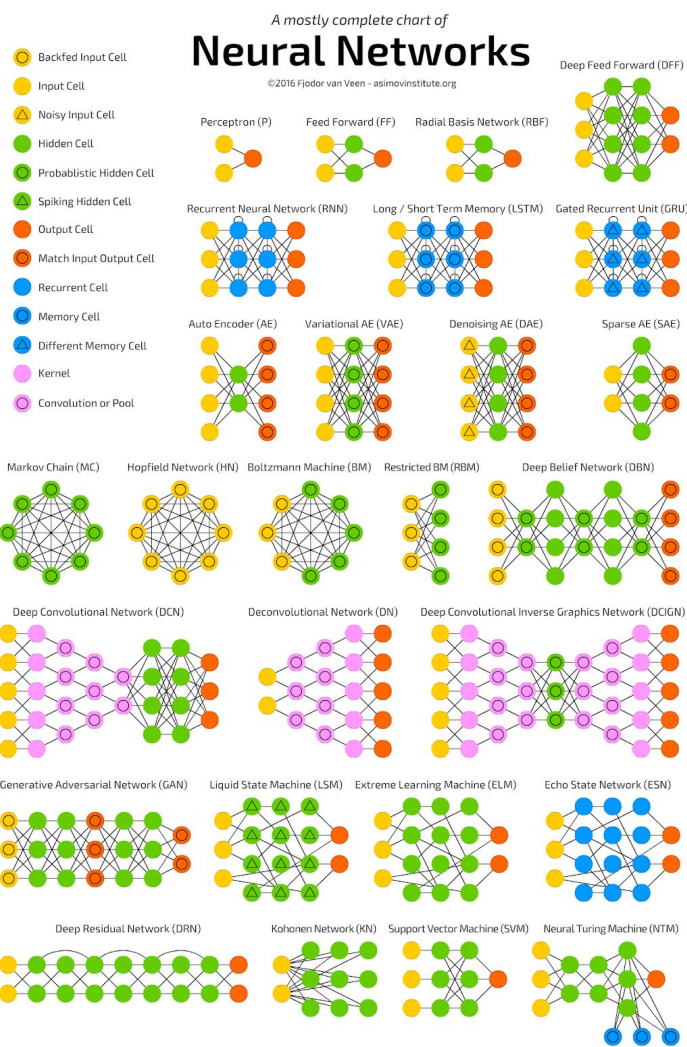 A mostly complete chart of
Neural Networks
©2016 Fjodor van Veen - asimovinstitute.org
Backfed Input Cell
Input Cell
Noisy Input Cell
Hidden Cell
Probablistic Hidden Cell
Spiking Hidden Cell
Output Cell
Match Input Output Cell
Recurrent Cell
Memory Cell
Different Memory Cell
Kernel
Convolution or Pool
Deep Feed Forward (DFF)
Perceptron (P)
Feed Forward (FF)
Radial Basis Network (RBF)
Recurrent Neural Network (RNN)
Long / Short Term Memory (LSTM)
Gated Recurrent Unit (GRU)
Auto Encoder (AE)
Variational AE (VAE)
Denoising AE (DAE)
Sparse AE (SAE)
Markov Chain (MC)
Hopfield Network (HN)
Boltzmann Machine (BM)
Restricted BM (RBM)
Deep Belief Network (DBN)
Deep Convolutional Network (DCN)
Deconvolutional Network (DN)
Deep Convolutional Inverse Graphics Network (DCIGN)
Generative Adversarial Network (GAN)
Liquid State Machine (LSM)
Extreme Learning Machine (ELM)
Echo State Network (ESN)
Deep Residual Network (DRN)
Kohonen Network (KN)
Support Vector Machine (SVM)
Neural Turing Machine (NTM)